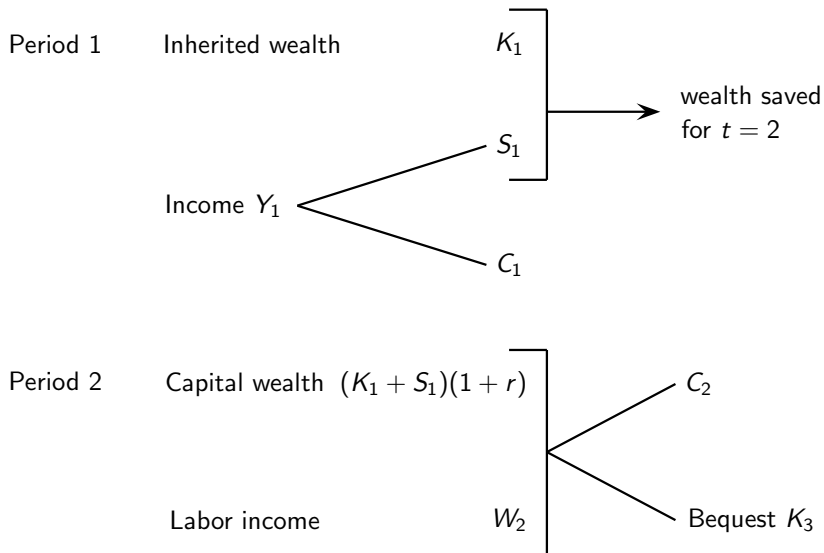 Period 1 Inherited wealth K₁
wealth saved
for t = 2
S₁
Income Y₁
C₁
Period 2 Capital wealth (K₁ + S₁)(1 + r)
C₂
Labor income W₂
Bequest K₃